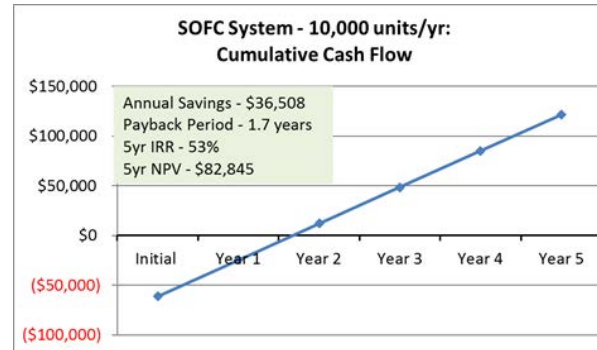 SOFC System - 10,000 units/yr:
Cumulative Cash Flow
$150,000
$100,000
$50,000
$0
($50,000)
($100,000)
Annual Savings - $36,508
Payback Period - 1.7 years
5yr IRR - 53%
5yr NPV - $82,845
Initial Year 1 Year 2 Year 3 Year 4 Year 5